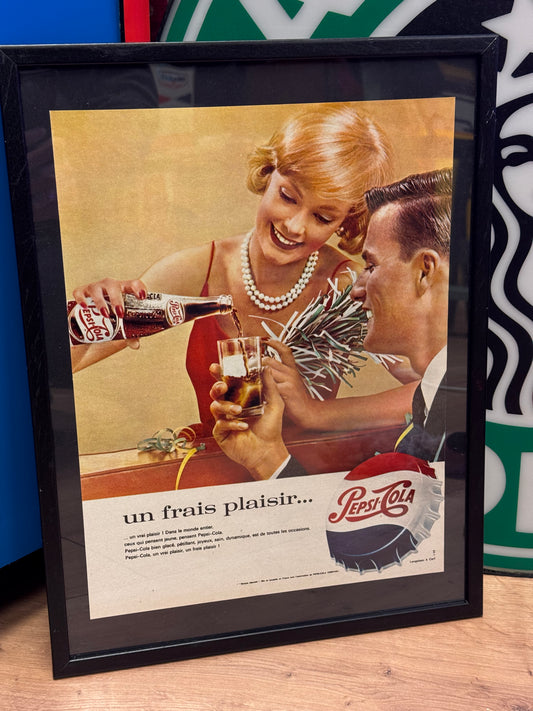 PEPSI-COLA
un frais plaisir...
... un vrai plaisir ! Dans le monde entier,
ceux qui pensent jeune, pensent Pepsi-Cola.
Pepsi-Cola bien glacé, pétillant, joyeux, sain, dynamique, est de toutes les occasions.
Pepsi-Cola, un vrai plaisir, un frais plaisir !
PEPSI-COLA